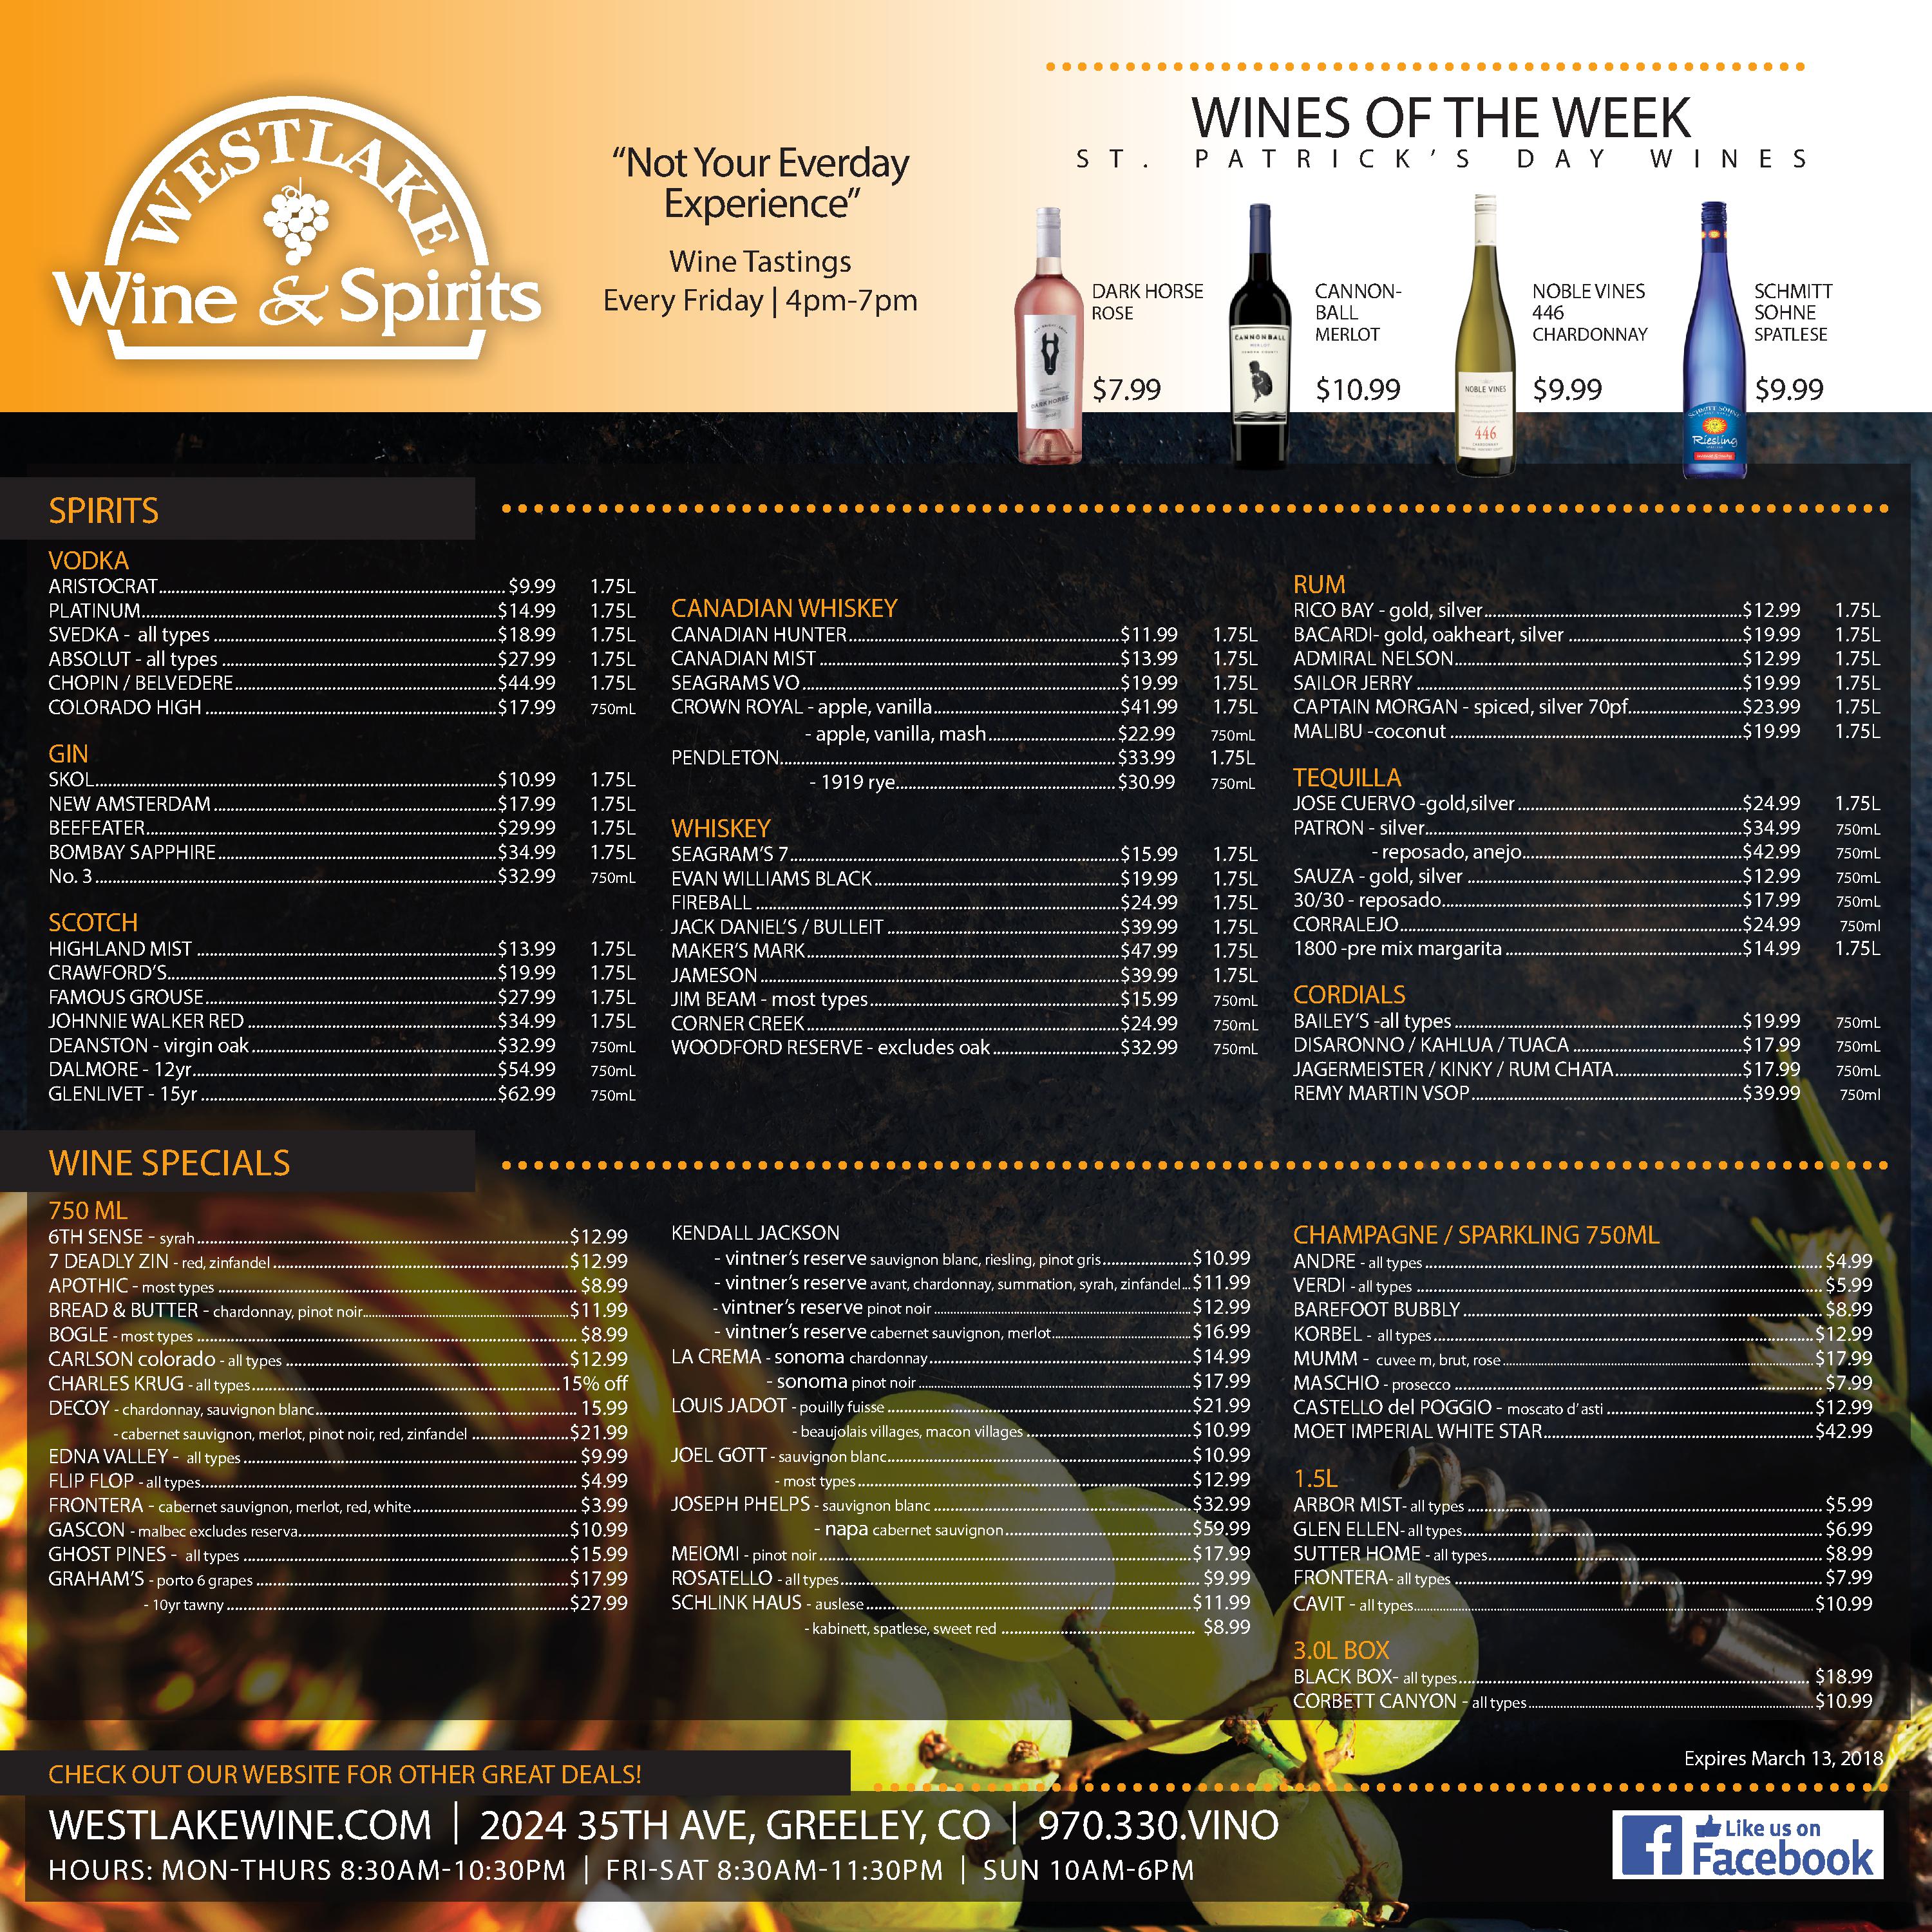 WESTLAKE
Wine & Spirits
“Not Your Everday
Experience”
Wine Tastings
Every Friday | 4pm-7pm
WINES OF THE WEEK
ST. PATRICK’S DAY WINES
DARK HORSE
ROSE
$7.99
CANNONBALL
MERLOT
CANNON-
BALL
MERLOT
$10.99
NOBLE VINES
446
NOBLE VINES
446
CHARDONNAY
$9.99
Riesling
SCHMITT
SOHNE
SPATLESE
$9.99
SPIRITS
VODKA
ARISTOCRAT $9.99 1.75L
PLATINUM $14.99 1.75L
SVEDKA - all types $18.99 1.75L
ABSOLUT - all types $27.99 1.75L
CHOPIN / BELVEDERE $44.99 1.75L
COLORADO HIGH $17.99 750mL
GIN
SKOL $10.99 1.75L
NEW AMSTERDAM $17.99 1.75L
BEEFEATER $29.99 1.75L
BOMBAY SAPPHIRE $34.99 1.75L
No. 3 $32.99 750mL
SCOTCH
HIGHLAND MIST $13.99 1.75L
CRAWFORD’S $19.99 1.75L
FAMOUS GROUSE $27.99 1.75L
JOHNNIE WALKER RED $34.99 1.75L
DEANSTON - virgin oak $32.99 750mL
DALMORE - 12yr $54.99 750mL
GLENLIVET - 15yr $62.99 750mL
CANADIAN WHISKEY
CANADIAN HUNTER $11.99 1.75L
CANADIAN MIST $13.99 1.75L
SEAGRAMS VO $19.99 1.75L
CROWN ROYAL - apple, vanilla $41.99 1.75L
- apple, vanilla, mash $22.99 750mL
PENDLETON $33.99 1.75L
- 1919 rye $30.99 750mL
WHISKEY
SEAGRAM’S 7 $15.99 1.75L
EVAN WILLIAMS BLACK $19.99 1.75L
FIREBALL $24.99 1.75L
JACK DANIEL’S / BULLEIT $39.99 1.75L
MAKER’S MARK $47.99 1.75L
JAMESON $39.99 1.75L
JIM BEAM - most types $15.99 750mL
CORNER CREEK $24.99 750mL
WOODFORD RESERVE - excludes oak $32.99 750mL
RUM
RICO BAY - gold, silver $12.99 1.75L
BACARDI- gold, oakheart, silver $19.99 1.75L
ADMIRAL NELSON $12.99 1.75L
SAILOR JERRY $19.99 1.75L
CAPTAIN MORGAN - spiced, silver 70pf $23.99 1.75L
MALIBU -coconut $19.99 1.75L
TEQUILLA
JOSE CUERVO -gold,silver $24.99 1.75L
PATRON - silver $34.99 750mL
- reposado, anejo $42.99 750mL
SAUZA - gold, silver $12.99 750mL
30/30 - reposado $17.99 750mL
CORRALEJO $24.99 750ml
1800 -pre mix margarita $14.99 1.75L
CORDIALS
BAILEY’S -all types $19.99 750mL
DISARONNO / KAHLUA / TUACA $17.99 750mL
JAGERMEISTER / KINKY / RUM CHATA $17.99 750mL
REMY MARTIN VSOP $39.99 750ml
WINE SPECIALS
750 ML
6TH SENSE - syrah $12.99
7 DEADLY ZIN - red, zinfandel $12.99
APOTHIC - most types $8.99
BREAD & BUTTER - chardonnay, pinot noir $11.99
BOGLE - most types $8.99
CARLSON colorado - all types $12.99
CHARLES KRUG - all types 15% off
DECOY - chardonnay, sauvignon blanc 15.99
- cabernet sauvignon, merlot, pinot noir, red, zinfandel $21.99
EDNA VALLEY - all types $9.99
FLIP FLOP - all types $4.99
FRONTERA - cabernet sauvignon, merlot, red, white $3.99
GASCON - malbec excludes reserva $10.99
GHOST PINES - all types $15.99
GRAHAM’S - porto 6 grapes $17.99
- 10yr tawny $27.99
KENDALL JACKSON
- vintner’s reserve sauvignon blanc, riesling, pinot gris $10.99
- vintner’s reserve avant, chardonnay, summation, syrah, zinfandel $11.99
- vintner’s reserve pinot noir $12.99
- vintner’s reserve cabernet sauvignon, merlot $16.99
LA CREMA - sonoma chardonnay $14.99
- sonoma pinot noir $17.99
LOUIS JADOT - pouilly fuisse $21.99
- beaujolais villages, macon villages $10.99
JOEL GOTT - sauvignon blanc $10.99
- most types $12.99
JOSEPH PHELPS - sauvignon blanc $32.99
- napa cabernet sauvignon $59.99
MEIOMI - pinot noir $17.99
ROSATELLO - all types $9.99
SCHLINK HAUS - auslese $11.99
- kabinett, spatlese, sweet red $8.99
CHAMPAGNE / SPARKLING 750ML
ANDRE - all types $4.99
VERDI - all types $5.99
BAREFOOT BUBBLY $8.99
KORBEL - all types $12.99
MUMM - cuvee m, brut, rose $17.99
MASCHIO - prosecco $7.99
CASTELLO del POGGIO - moscato d’asti $12.99
MOET IMPERIAL WHITE STAR $42.99
1.5L
ARBOR MIST- all types $5.99
GLEN ELLEN- all types $6.99
SUTTER HOME - all types $8.99
FRONTERA- all types $7.99
CAVIT - all types $10.99
3.0L BOX
BLACK BOX- all types $18.99
CORBETT CANYON - all types $10.99
Expires March 13, 2018
CHECK OUT OUR WEBSITE FOR OTHER GREAT DEALS!
WESTLAKEWINE.COM | 2024 35TH AVE, GREELEY, CO | 970.330.VINO
HOURS: MON-THURS 8:30AM-10:30PM | FRI-SAT 8:30AM-11:30PM | SUN 10AM-6PM
f Like us on
Facebook